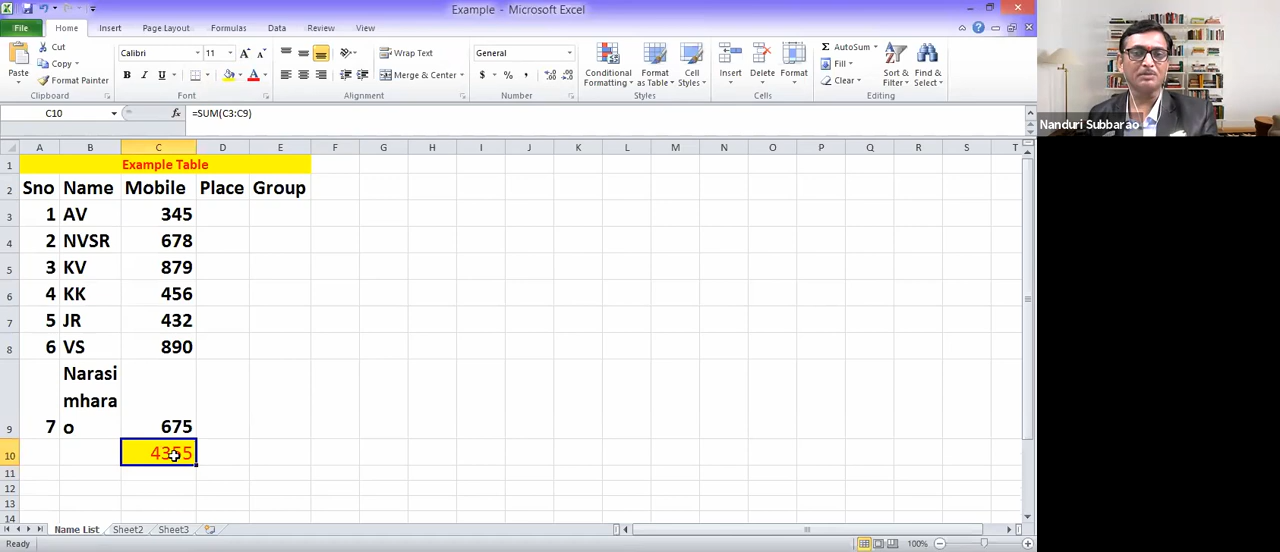 Example - Microsoft Excel
File Home Insert Page Layout Formulas Data Review View
Cut
Copy
Format Painter
Paste
Clipboard
Calibri 11
B I U A
Font
Wrap Text
Merge & Center
Alignment
General
$ % ,
Number
Conditional Formatting
Format as Table
Cell Styles
Styles
Insert Delete Format
Cells
AutoSum
Fill
Clear
Sort & Filter
Find & Select
Editing
Nanduri Subbarao
C10 fx =SUM(C3:C9)
A B C D E F G H I J K L M N O P Q R S T
1 Example Table
2 Sno Name Mobile Place Group
3 1 AV 345
4 2 NVSR 678
5 3 KV 879
6 4 KK 456
7 5 JR 432
8 6 VS 890
Narasi
mhara
9 7 o 675
10 4355
11
12
13
14
Name List Sheet2 Sheet3
Ready 100%